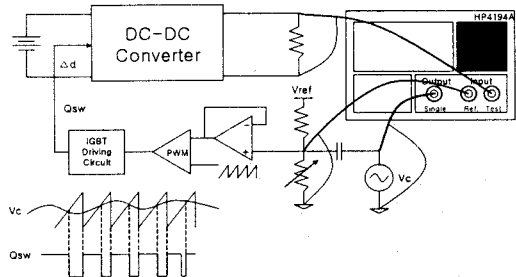 HP4194A
DC-DC
Converter
Δd
Output
Input
Single
Ref.
Test
Vref
Qsw
IGBT
Driving
Circuit
PWM
Vc
Vc
Qsw